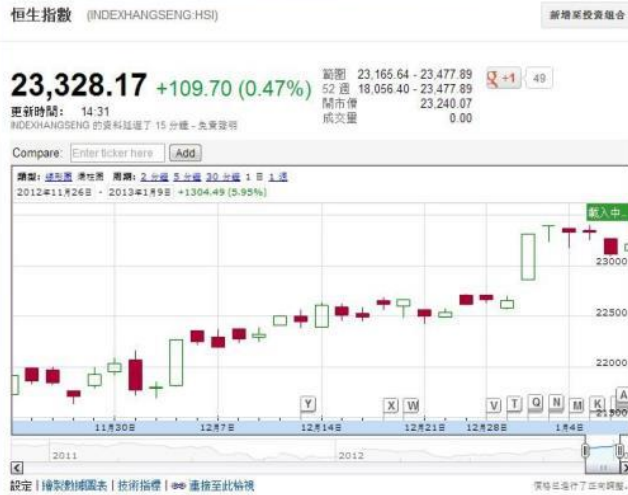 恒生指數 (INDEXHANGSENG:HSI)
新增至投資組合
23,328.17 +109.70 (0.47%)
範圍 23,165.64 - 23,477.89
52 週 18,056.40 - 23,477.89
開市價 23,240.07
成交量 0.00
+1 49
更新時間: 14:31
INDEXHANGSENG 的資料延遲了 15 分鐘 - 免責聲明
Compare: Enter ticker here Add
類型: 線形圖 燭柱圖 周期: 2 分鐘 5 分鐘 30 分鐘 1 日 1 週
2012年11月26日 - 2013年1月9日 +1304.49 (5.95%)
載入中...
23000
22500
22000
Y X W V T Q N M K A
21500
11月30日 12月7日 12月14日 12月21日 12月28日 1月4日
2011 2012
設定 | 繪製數據圖表 | 技術指標 | 連接至此檢視